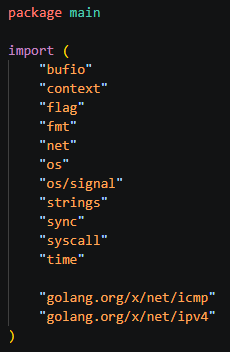 package main
import (
"bufio"
"context"
"flag"
"fmt"
"net"
"os"
"os/signal"
"strings"
"sync"
"syscall"
"time"
"golang.org/x/net/icmp"
"golang.org/x/net/ipv4"
)